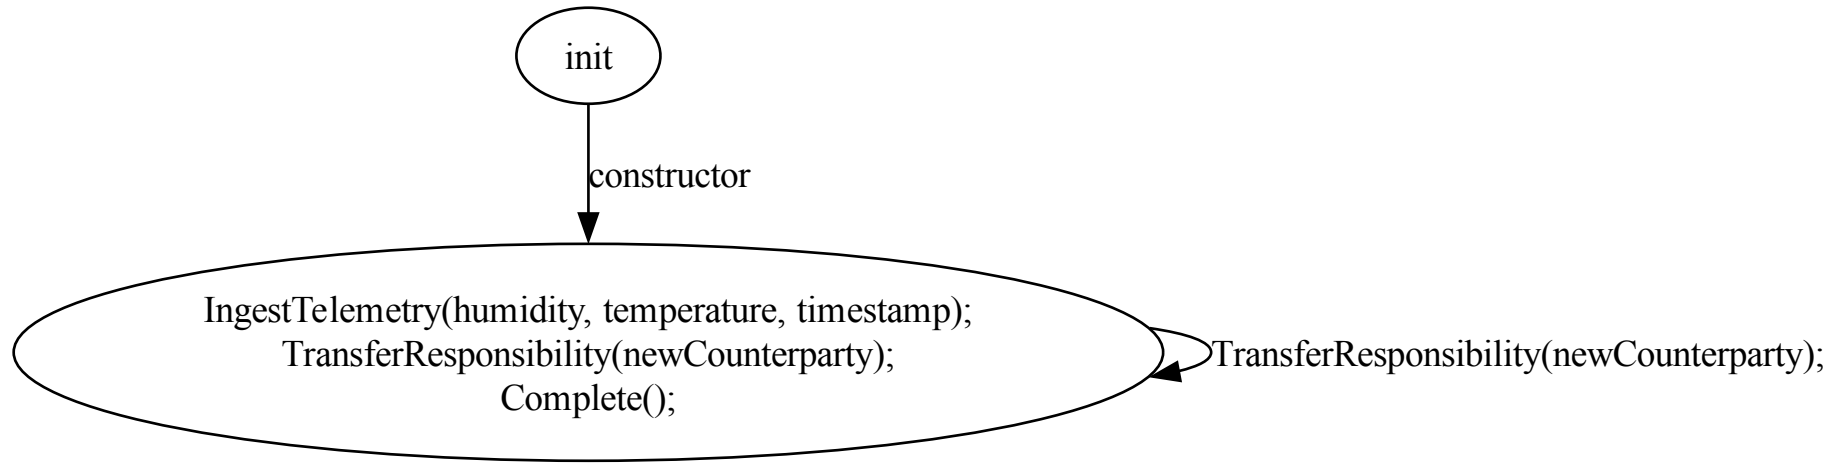 init
constructor
IngestTelemetry(humidity, temperature, timestamp);
TransferResponsibility(newCounterparty);
Complete();
TransferResponsibility(newCounterparty);